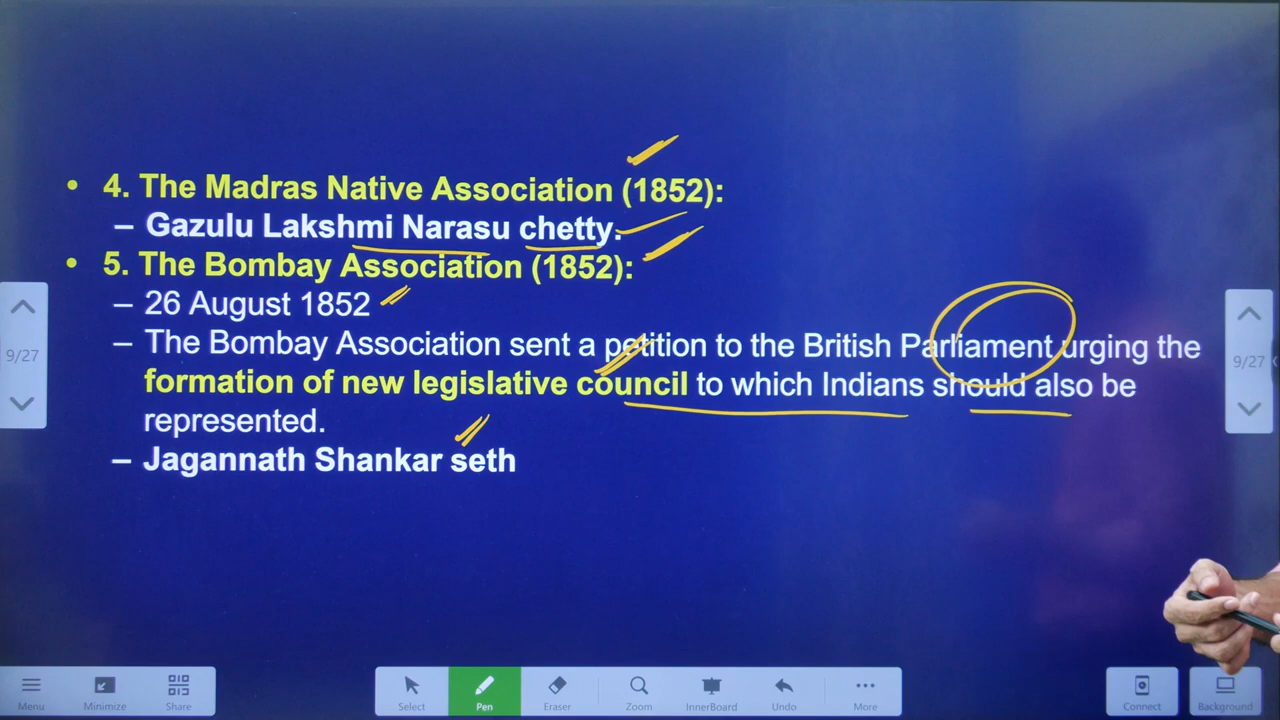 • 4. The Madras Native Association (1852):
– Gazulu Lakshmi Narasu chetty.
• 5. The Bombay Association (1852):
– 26 August 1852
– The Bombay Association sent a petition to the British Parliament urging the
formation of new legislative council to which Indians should also be
represented.
– Jagannath Shankar seth
9/27
9/27
Menu Minimize Share Select Pen Eraser Zoom InnerBoard Undo More Connect Background